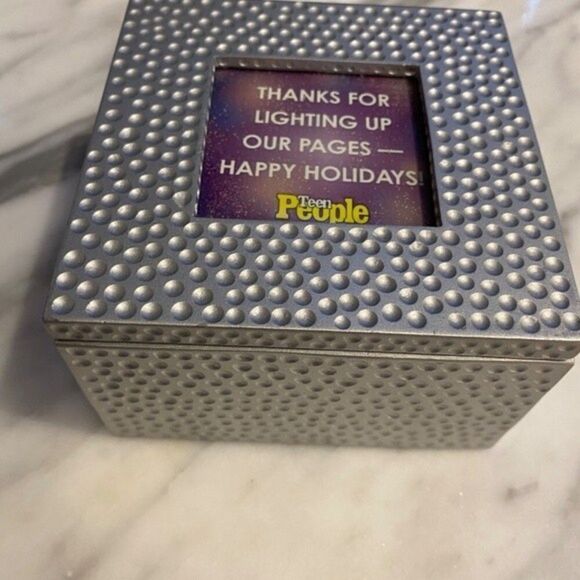 THANKS FOR
LIGHTING UP
OUR PAGES —
HAPPY HOLIDAYS!
Teen
People